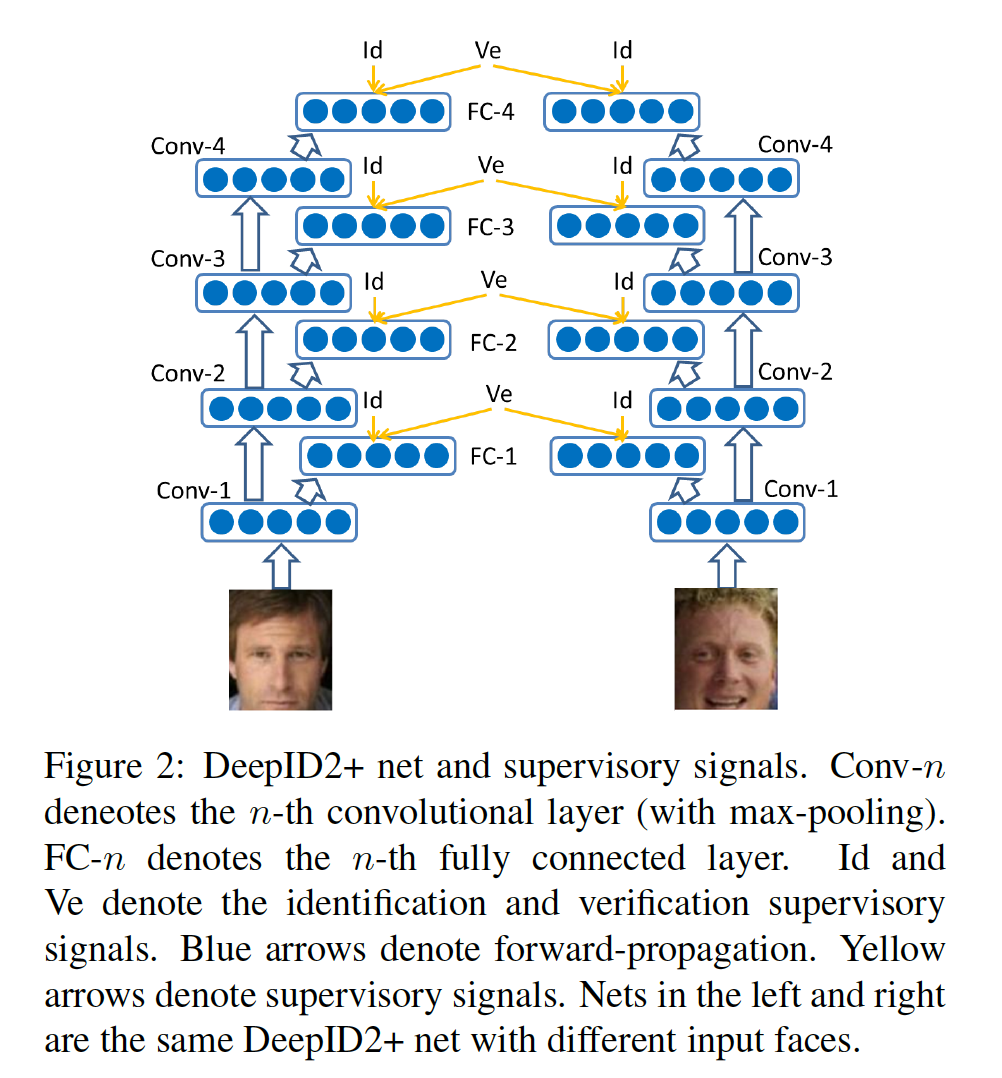 Id Ve Id
FC-4
Conv-4 Conv-4
Id Ve Id
FC-3
Conv-3 Conv-3
Id Ve Id
FC-2
Conv-2 Conv-2
Id Ve Id
FC-1
Conv-1 Conv-1
Figure 2: DeepID2+ net and supervisory signals. Conv-n
deneotes the n-th convolutional layer (with max-pooling).
FC-n denotes the n-th fully connected layer. Id and
Ve denote the identification and verification supervisory
signals. Blue arrows denote forward-propagation. Yellow
arrows denote supervisory signals. Nets in the left and right
are the same DeepID2+ net with different input faces.